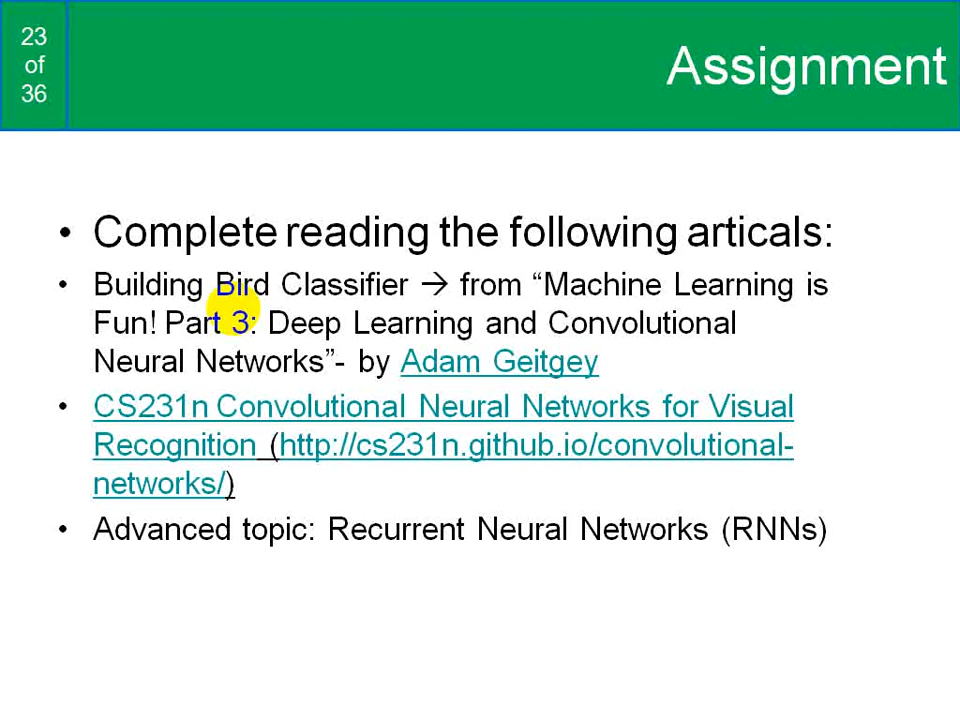 23
of
36
Assignment
• Complete reading the following articals:
• Building Bird Classifier → from “Machine Learning is
Fun! Part 3: Deep Learning and Convolutional
Neural Networks”- by Adam Geitgey
• CS231n Convolutional Neural Networks for Visual
Recognition (http://cs231n.github.io/convolutional-
networks/)
• Advanced topic: Recurrent Neural Networks (RNNs)